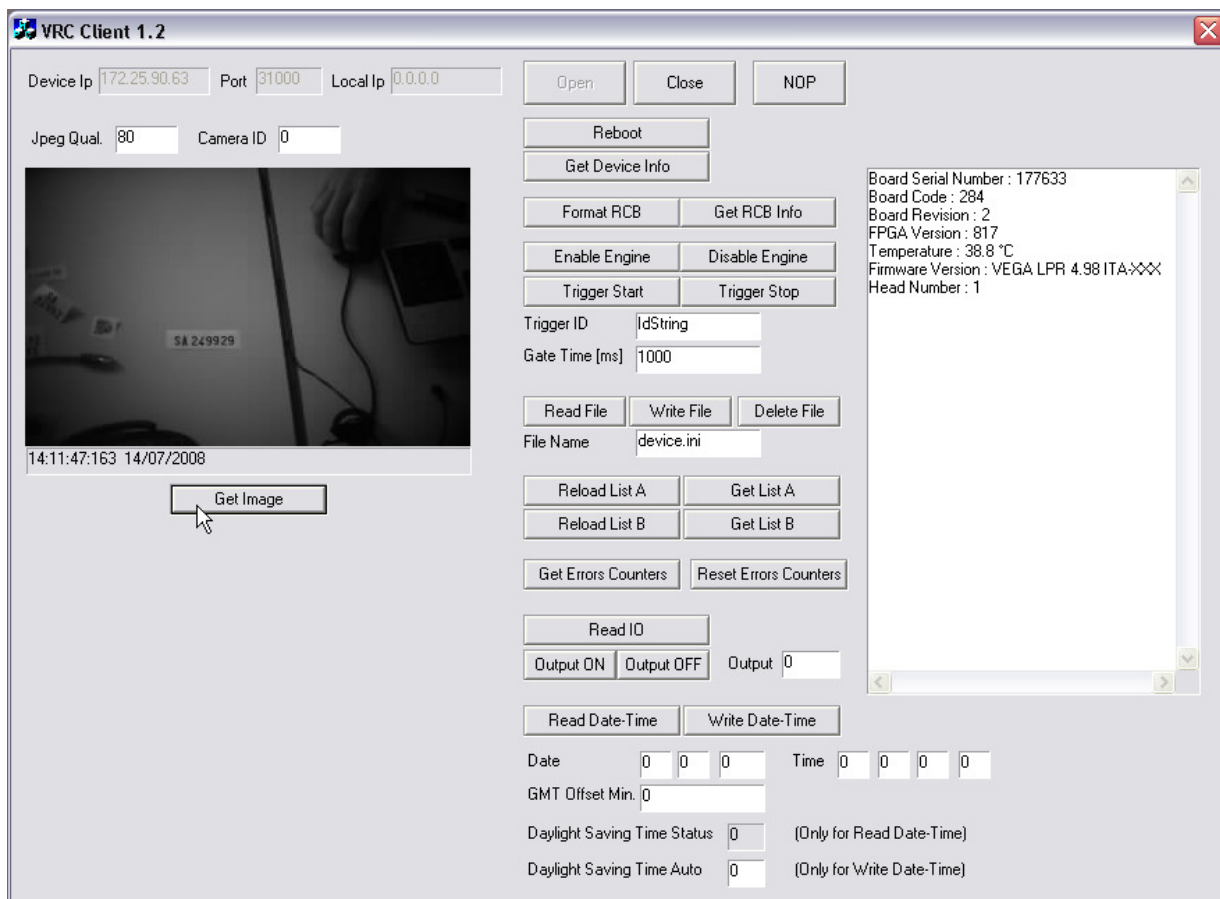 VRC Client 1.2
Device Ip 172.25.90.63 Port 31000 Local Ip 0.0.0.0
Open Close NOP
Jpeg Qual. 80 Camera ID 0
Reboot
Get Device Info
SA 249929
14:11:47:163 14/07/2008
Get Image
Format RCB Get RCB Info
Enable Engine Disable Engine
Trigger Start Trigger Stop
Trigger ID IdString
Gate Time [ms] 1000
Read File Write File Delete File
File Name device.ini
Reload List A Get List A
Reload List B Get List B
Get Errors Counters Reset Errors Counters
Read IO
Output ON Output OFF Output 0
Read Date-Time Write Date-Time
Date 0 0 0 Time 0 0 0 0
GMT Offset Min. 0
Daylight Saving Time Status 0 (Only for Read Date-Time)
Daylight Saving Time Auto 0 (Only for Write Date-Time)
Board Serial Number : 177633
Board Code : 284
Board Revision : 2
FPGA Version : 817
Temperature : 38.8 °C
Firmware Version : VEGA LPR 4.98 ITA-XXX
Head Number : 1